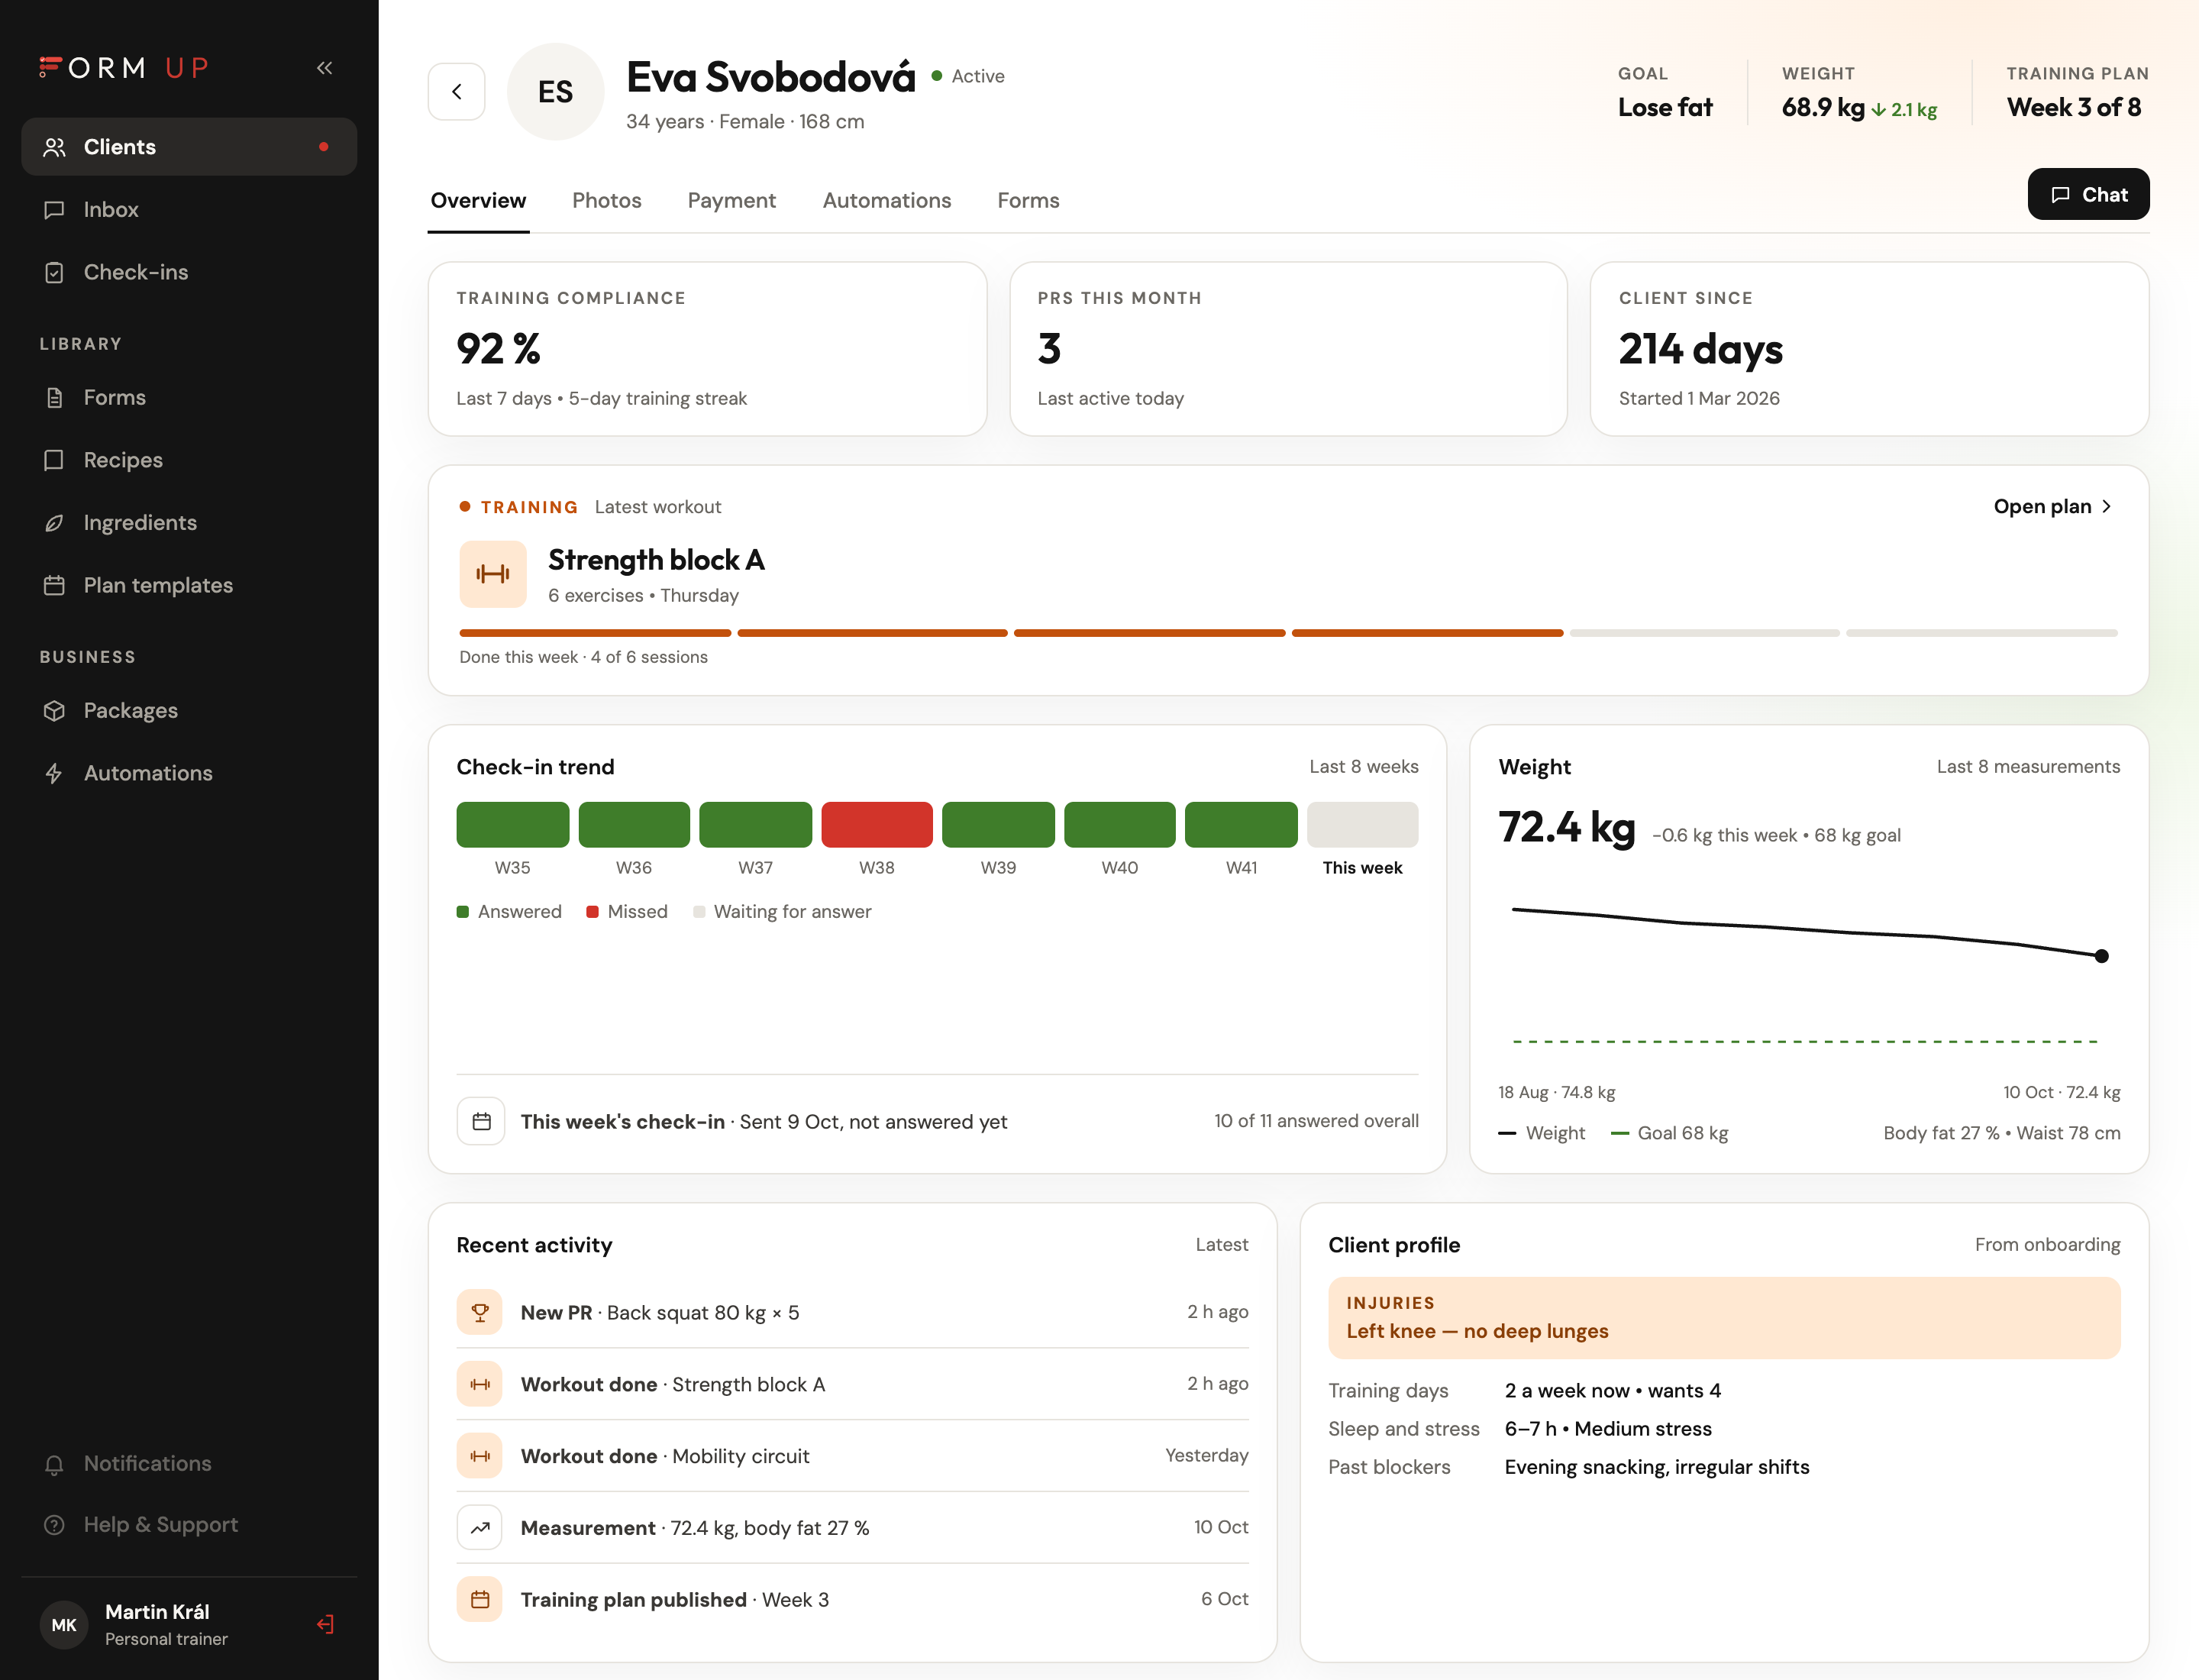 FORM UP
Clients
Inbox
Check-ins
LIBRARY
Forms
Recipes
Ingredients
Plan templates
BUSINESS
Packages
Automations
Notifications
Help & Support
MK
Martin Král
Personal trainer
ES
Eva Svobodová
Active
34 years · Female · 168 cm
GOAL
Lose fat
WEIGHT
68.9 kg ↓ 2.1 kg
TRAINING PLAN
Week 3 of 8
Overview
Photos
Payment
Automations
Forms
Chat
TRAINING COMPLIANCE
92 %
Last 7 days • 5-day training streak
PRS THIS MONTH
3
Last active today
CLIENT SINCE
214 days
Started 1 Mar 2026
TRAINING Latest workout
Open plan
Strength block A
6 exercises • Thursday
Done this week · 4 of 6 sessions
Check-in trend
Last 8 weeks
W35 W36 W37 W38 W39 W40 W41 This week
Answered Missed Waiting for answer
This week's check-in · Sent 9 Oct, not answered yet
10 of 11 answered overall
Weight
Last 8 measurements
72.4 kg -0.6 kg this week • 68 kg goal
18 Aug · 74.8 kg
10 Oct · 72.4 kg
Weight Goal 68 kg
Body fat 27 % • Waist 78 cm
Recent activity
Latest
New PR · Back squat 80 kg × 5
2 h ago
Workout done · Strength block A
2 h ago
Workout done · Mobility circuit
Yesterday
Measurement · 72.4 kg, body fat 27 %
10 Oct
Training plan published · Week 3
6 Oct
Client profile
From onboarding
INJURIES
Left knee — no deep lunges
Training days 2 a week now • wants 4
Sleep and stress 6–7 h • Medium stress
Past blockers Evening snacking, irregular shifts